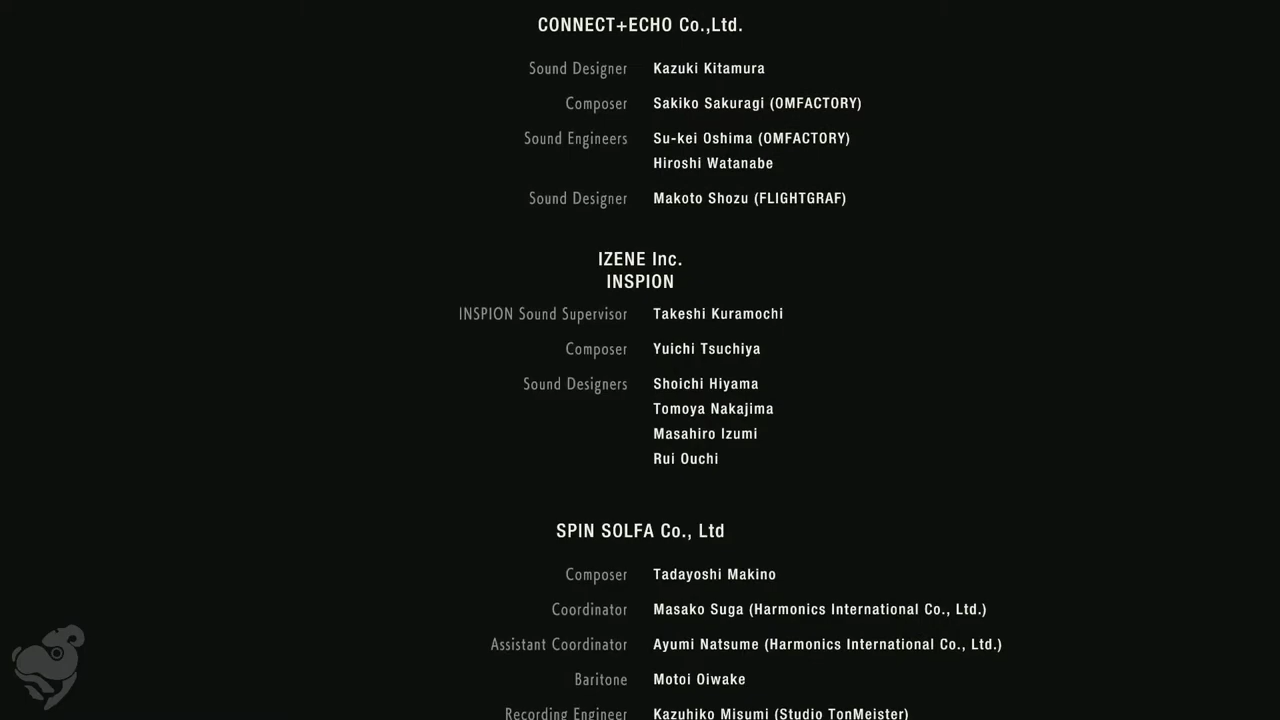 CONNECT+ECHO Co.,Ltd.
Sound Designer Kazuki Kitamura
Composer Sakiko Sakuragi (OMFACTORY)
Sound Engineers Su-kei Oshima (OMFACTORY)
Hiroshi Watanabe
Sound Designer Makoto Shozu (FLIGHTGRAF)
IZENE Inc.
INSPION
INSPION Sound Supervisor Takeshi Kuramochi
Composer Yuichi Tsuchiya
Sound Designers Shoichi Hiyama
Tomoya Nakajima
Masahiro Izumi
Rui Ouchi
SPIN SOLFA Co., Ltd
Composer Tadayoshi Makino
Coordinator Masako Suga (Harmonics International Co., Ltd.)
Assistant Coordinator Ayumi Natsume (Harmonics International Co., Ltd.)
Baritone Motoi Oiwake
Recording Engineer Kazuhiko Misumi (Studio TonMeister)